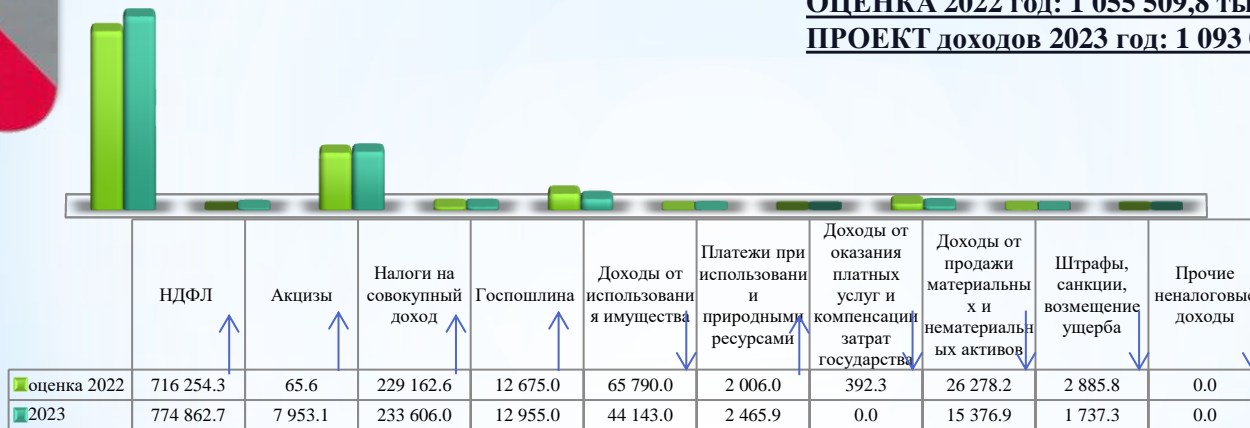 ОЦЕНКА 2022 год: 1 055 509,8 ты
ПРОЕКТ доходов 2023 год: 1 093
НДФЛ
Акцизы
Налоги на
совокупный
доход
Госпошлина
Доходы от
использовани
я имущества
Платежи при
использовани
и
природными
ресурсами
Доходы от
оказания
платных
услуг и
компенсации
затрат
государства
Доходы от
продажи
материальны
х и
нематериальн
ых активов
Штрафы,
санкции,
возмещение
ущерба
Прочие
неналоговые
доходы
оценка 2022 716 254.3 65.6 229 162.6 12 675.0 65 790.0 2 006.0 392.3 26 278.2 2 885.8 0.0
2023 774 862.7 7 953.1 233 606.0 12 955.0 44 143.0 2 465.9 0.0 15 376.9 1 737.3 0.0